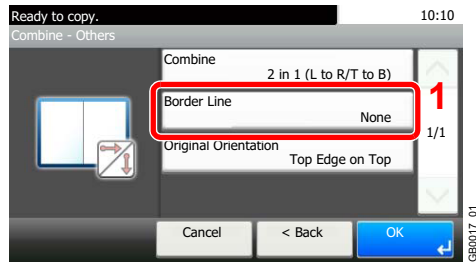 Ready to copy.
10:10
Combine - Others
Combine
2 in 1 (L to R/T to B)
Border Line
None
1
1/1
Original Orientation
Top Edge on Top
Cancel
< Back
OK
GB0017_01